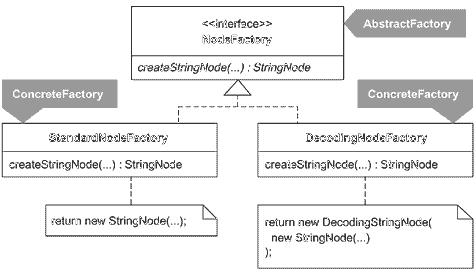 <<interface>>
NodeFactory
AbstractFactory
createStringNode(...) : StringNode
ConcreteFactory
ConcreteFactory
StandardNodeFactory
DecodingNodeFactory
createStringNode(...) : StringNode
createStringNode(...) : StringNode
return new StringNode(...);
return new DecodingStringNode(
new StringNode(...)
);